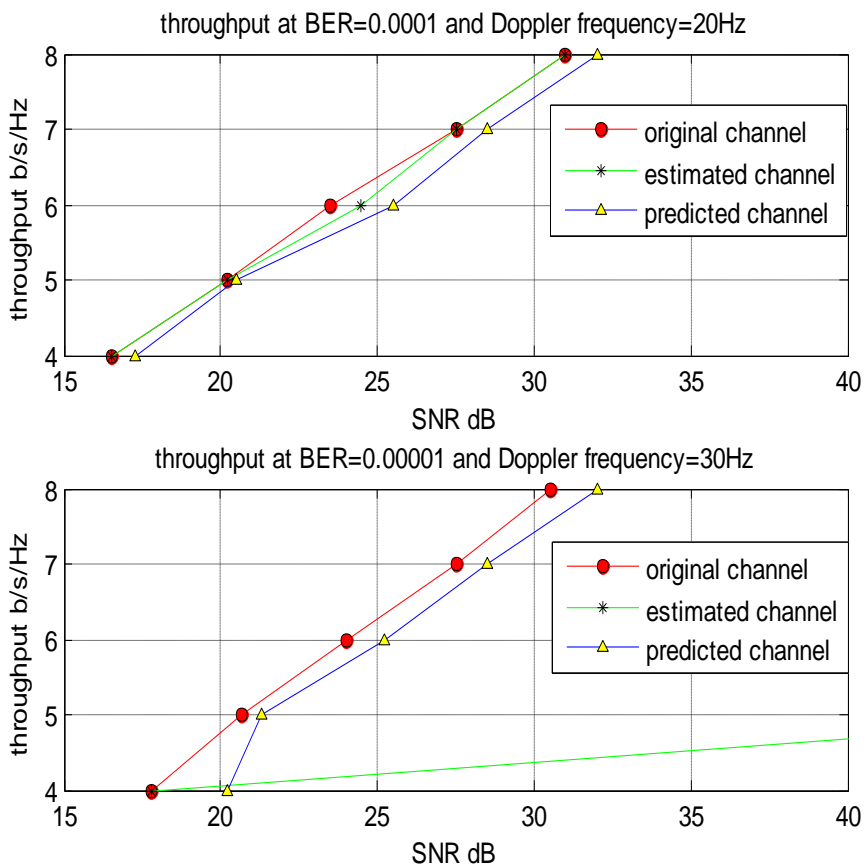 throughput at BER=0.0001 and Doppler frequency=20Hz
throughput b/s/Hz
8
7
6
5
4
original channel
estimated channel
predicted channel
15 20 25 30 35 40
SNR dB
throughput at BER=0.00001 and Doppler frequency=30Hz
throughput b/s/Hz
8
7
6
5
4
original channel
estimated channel
predicted channel
15 20 25 30 35 40
SNR dB